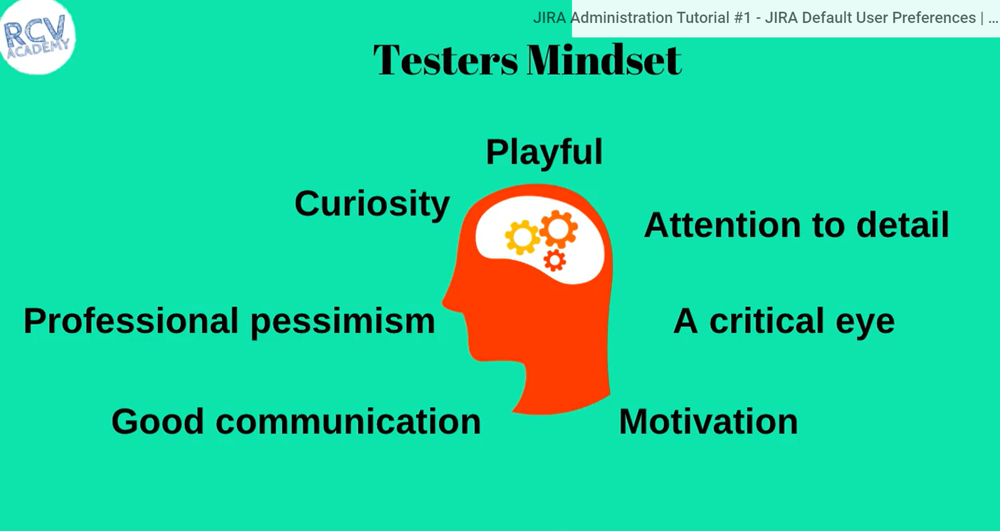 RCV
ACADEMY
JIRA Administration Tutorial #1 - JIRA Default User Preferences | ...
Testers Mindset
Playful
Curiosity
Attention to detail
Professional pessimism
A critical eye
Good communication
Motivation